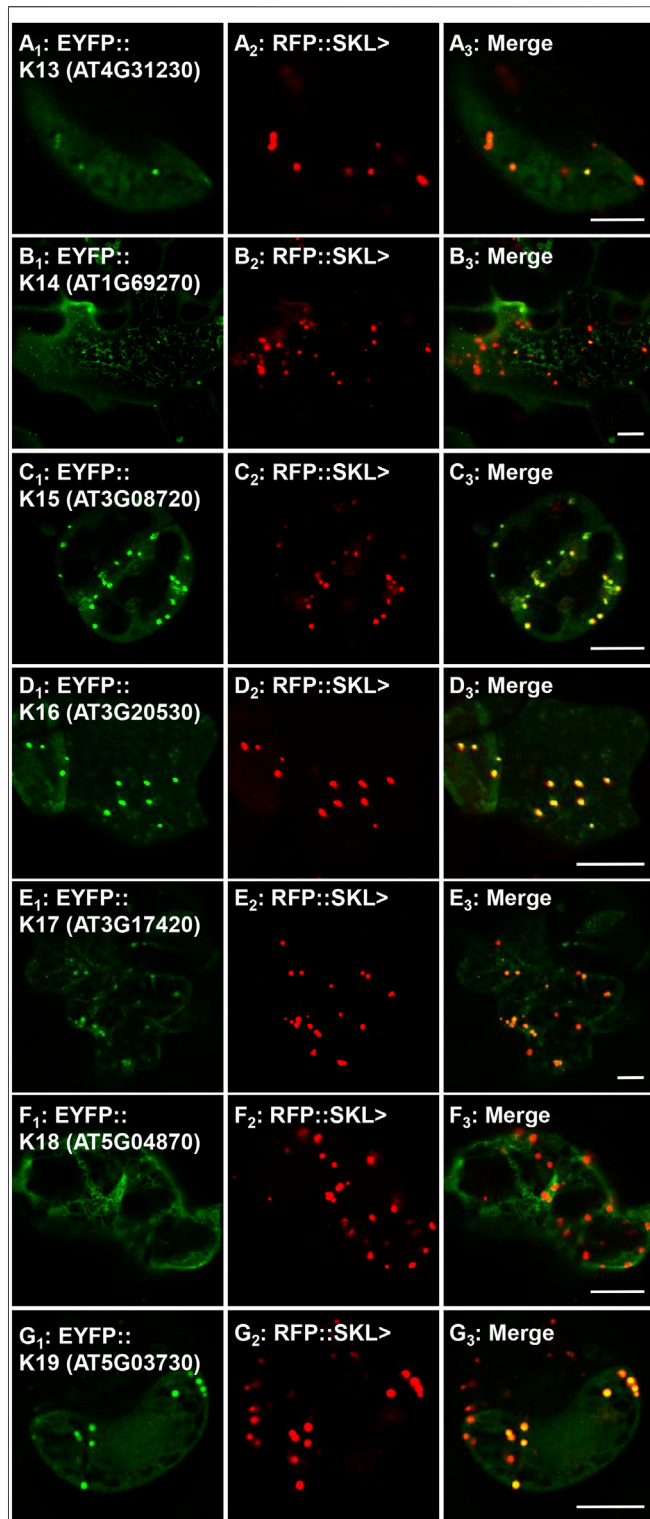 A₁: EYFP:: A₂: RFP::SKL> A₃: Merge
K13 (AT4G31230)
B₁: EYFP:: B₂: RFP::SKL> B₃: Merge
K14 (AT1G69270)
C₁: EYFP:: C₂: RFP::SKL> C₃: Merge
K15 (AT3G08720)
D₁: EYFP:: D₂: RFP::SKL> D₃: Merge
K16 (AT3G20530)
E₁: EYFP:: E₂: RFP::SKL> E₃: Merge
K17 (AT3G17420)
F₁: EYFP:: F₂: RFP::SKL> F₃: Merge
K18 (AT5G04870)
G₁: EYFP:: G₂: RFP::SKL> G₃: Merge
K19 (AT5G03730)